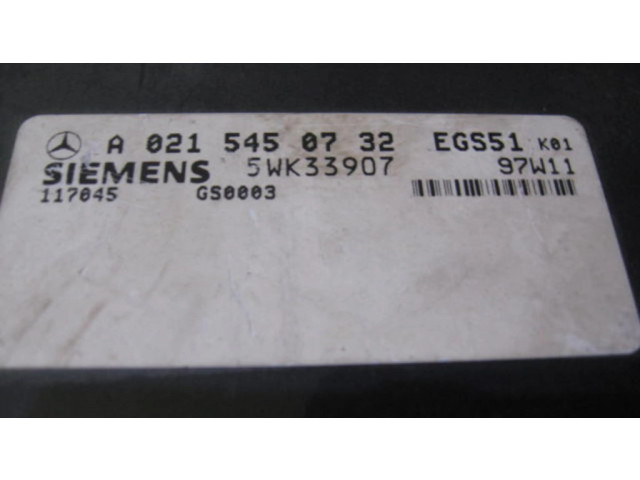 A 021 545 07 32 EGS51 K01
SIEMENS 5WK33907 97W11
117045 GS0003